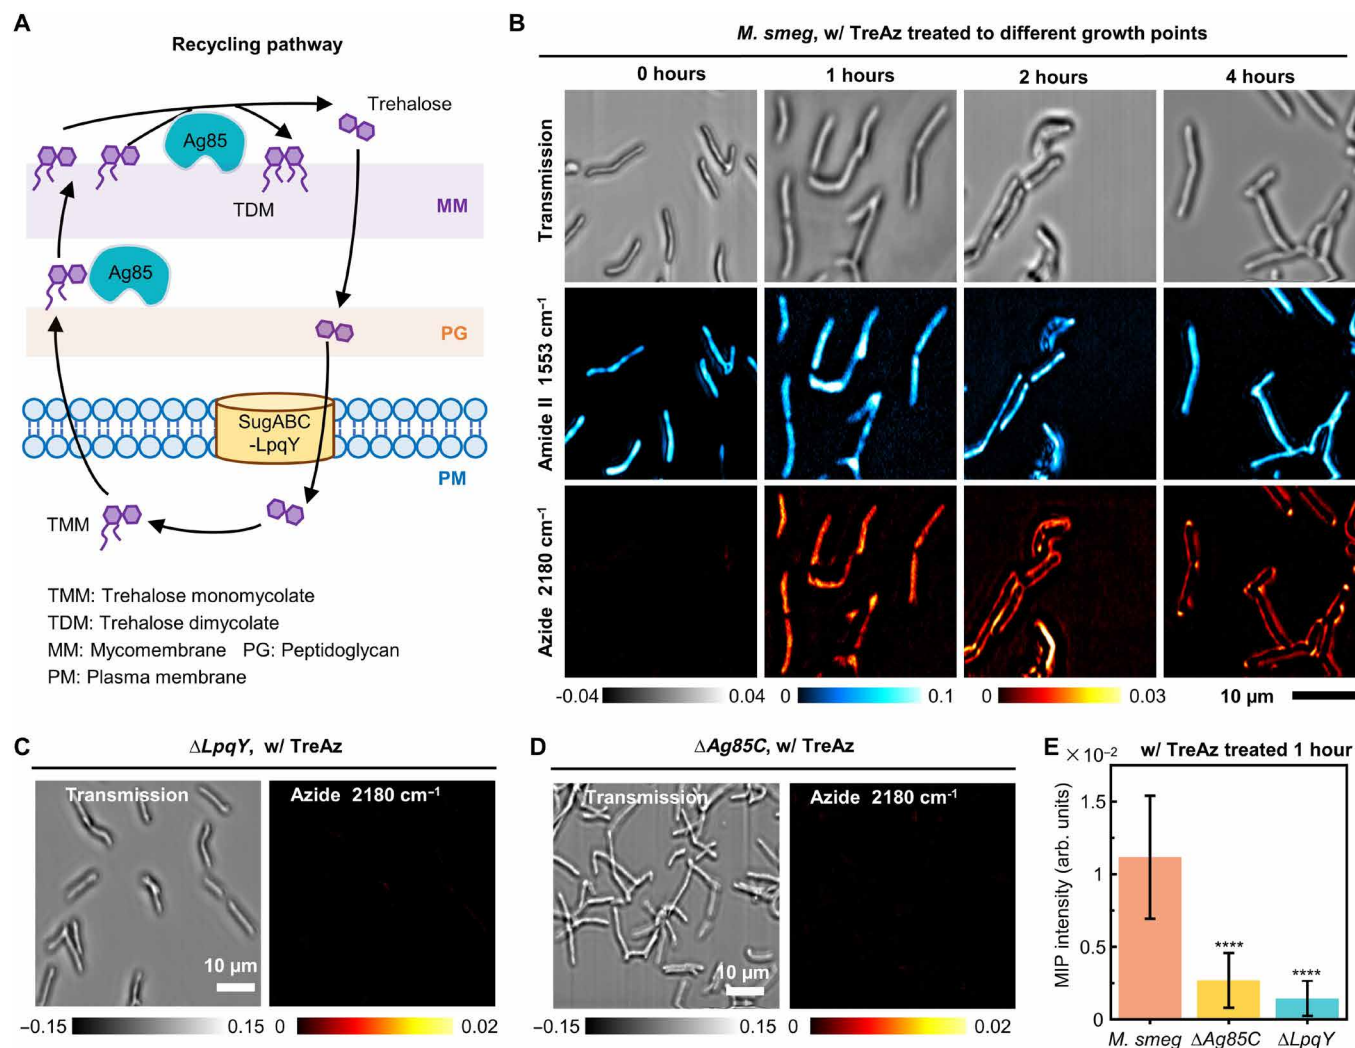 A
Recycling pathway
Trehalose
Ag85
TDM
MM
Ag85
PG
SugABC
-LpqY
PM
TMM
TMM: Trehalose monomycolate
TDM: Trehalose dimycolate
MM: Mycomembrane PG: Peptidoglycan
PM: Plasma membrane
B
M. smeg, w/ TreAz treated to different growth points
0 hours 1 hours 2 hours 4 hours
Transmission
Amide II 1553 cm⁻¹
Azide 2180 cm⁻¹
−0.04 0.04 0 0.1 0 0.03 10 μm
C
ΔLpqY, w/ TreAz
Transmission
Azide 2180 cm⁻¹
10 μm
−0.15 0.15 0 0.02
D
ΔAg85C, w/ TreAz
Transmission
Azide 2180 cm⁻¹
10 μm
−0.15 0.15 0 0.02
E
×10⁻² w/ TreAz treated 1 hour
MIP intensity (arb. units)
1.5
1
0.5
0
****
****
M. smeg ΔAg85C ΔLpqY